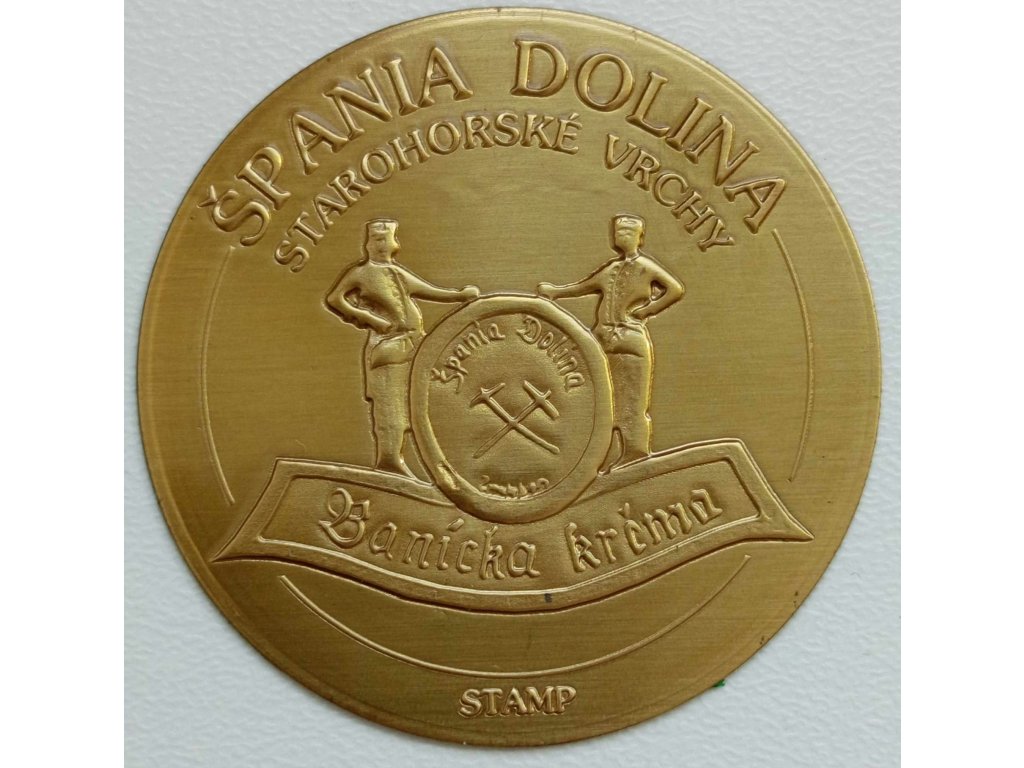 ŠPANIA DOLINA
STAROHORSKÉ VRCHY
Špania Dolina
Banícka krčma
STAMP